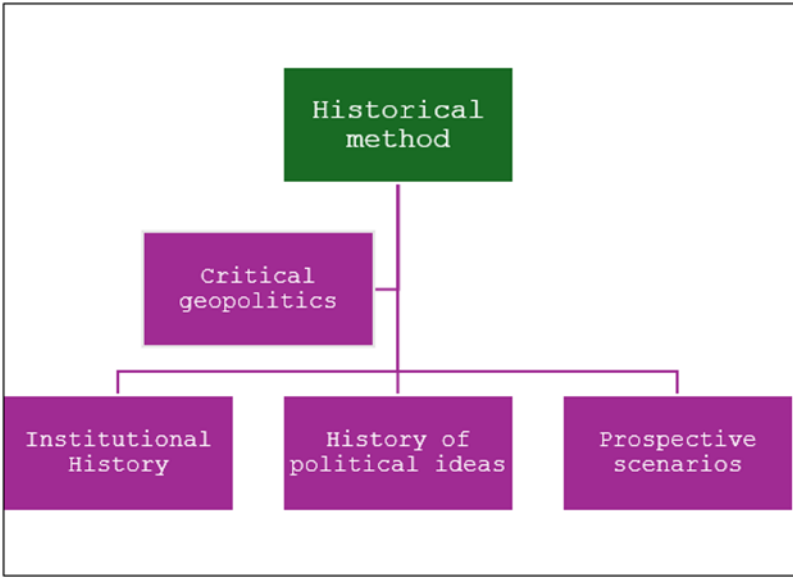 Historical
method
Critical
geopolitics
Institutional
History
History of
political ideas
Prospective
scenarios